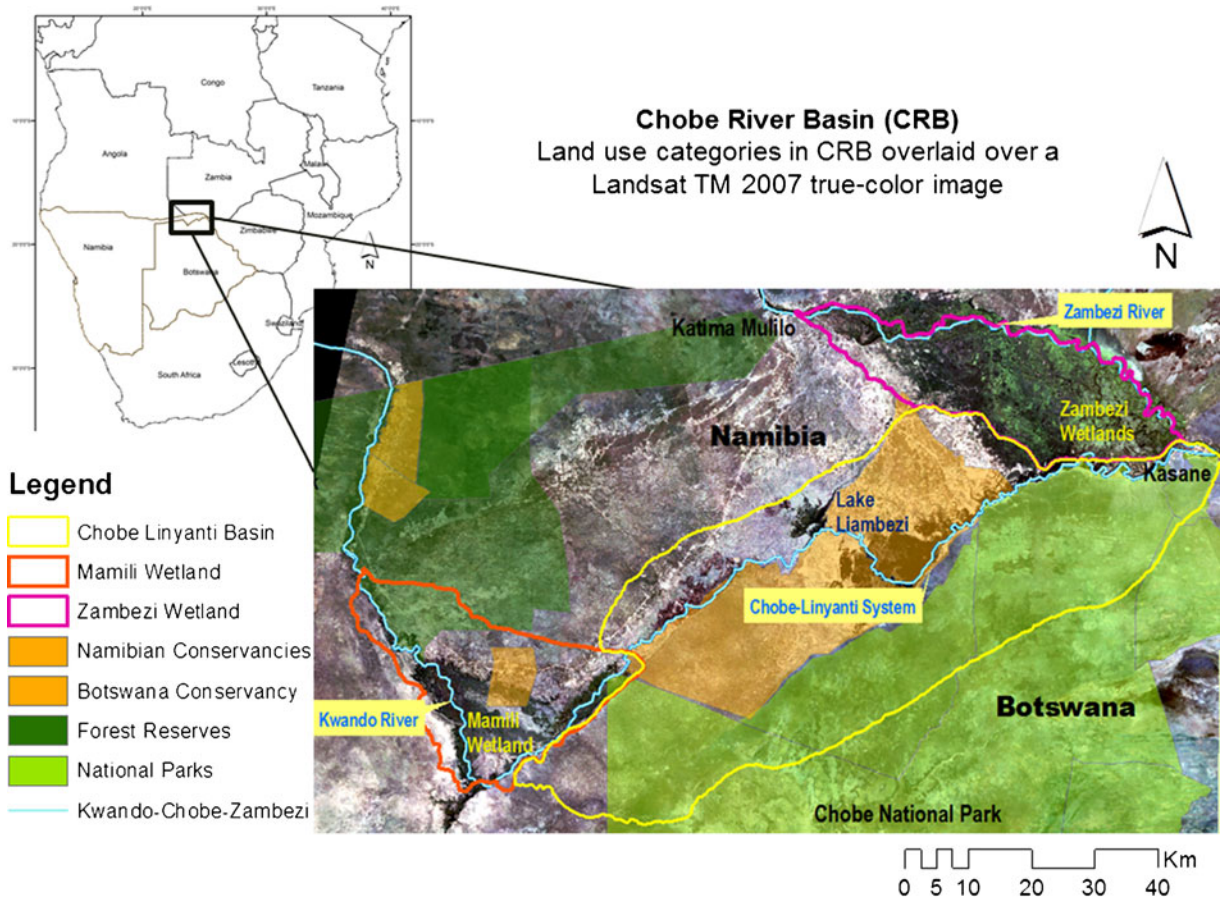 Chobe River Basin (CRB)
Land use categories in CRB overlaid over a
Landsat TM 2007 true-color image
Congo
Tanzania
Angola
Malawi
Zambia
Mozambique
Zimbabwe
Namibia
Botswana
Swaziland
Lesotho
South Africa
N
N
Katima Mulilo
Zambezi River
Namibia
Zambezi
Wetlands
Kasane
Lake
Liambezi
Chobe-Linyanti System
Kwando River
Mamili
Wetland
Botswana
Chobe National Park
Legend
Chobe Linyanti Basin
Mamili Wetland
Zambezi Wetland
Namibian Conservancies
Botswana Conservancy
Forest Reserves
National Parks
Kwando-Chobe-Zambezi
Km
0 5 10 20 30 40